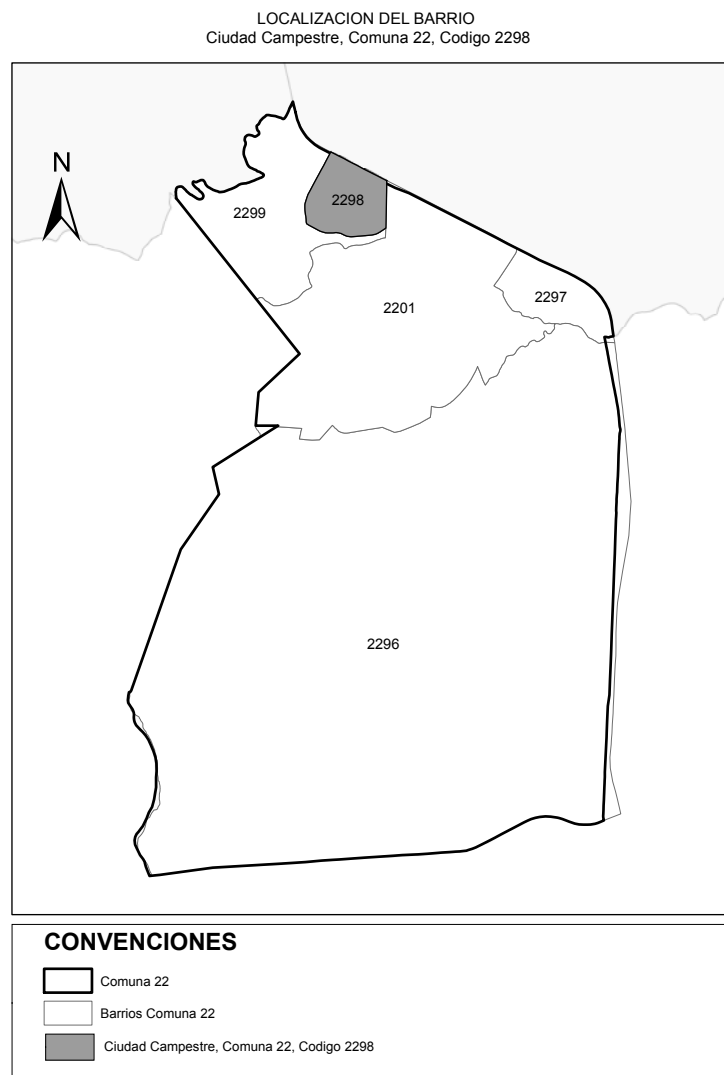 LOCALIZACION DEL BARRIO
Ciudad Campestre, Comuna 22, Codigo 2298
N
2298
2299
2297
2201
2296
CONVENCIONES
Comuna 22
Barrios Comuna 22
Ciudad Campestre, Comuna 22, Codigo 2298